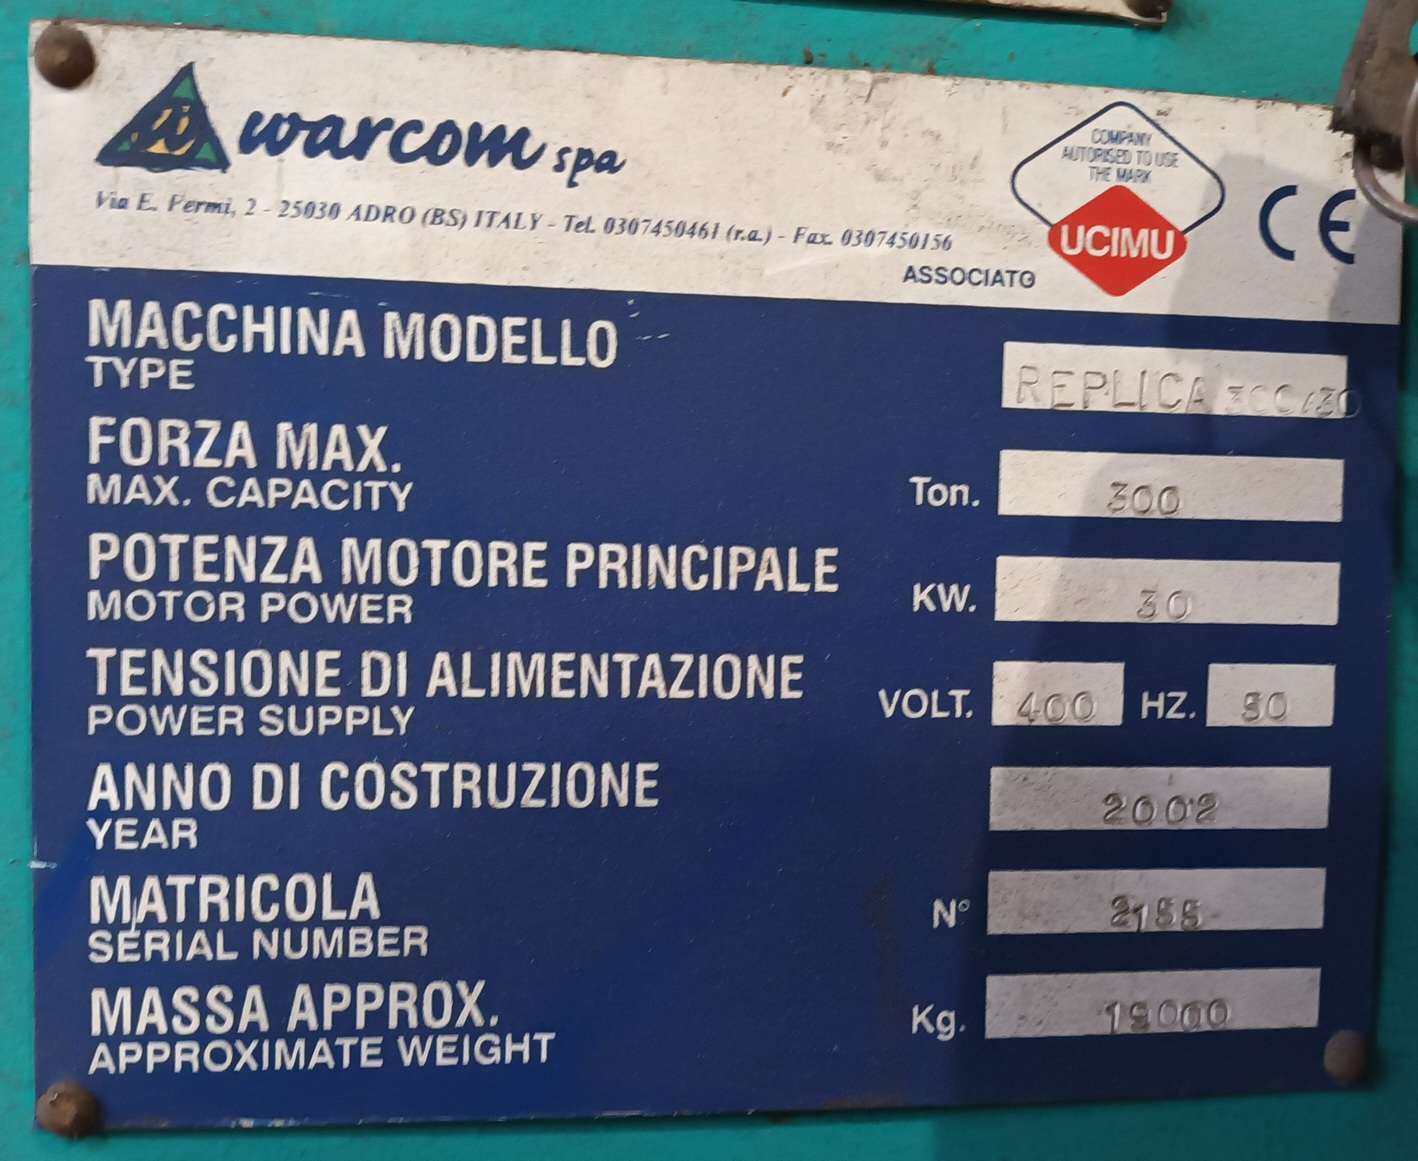 warcom spa
Via E. Fermi, 2 - 25030 ADRO (BS) ITALY - Tel. 0307450461 (r.a.) - Fax. 0307450156
COMPANY
AUTORISED TO USE
THE MARK
UCIMU
CE
ASSOCIATO
MACCHINA MODELLO
TYPE REPLICA 300/30
FORZA MAX.
MAX. CAPACITY Ton. 300
POTENZA MOTORE PRINCIPALE
MOTOR POWER KW. 30
TENSIONE DI ALIMENTAZIONE
POWER SUPPLY VOLT. 400 HZ. 50
ANNO DI COSTRUZIONE
YEAR 2002
MATRICOLA
SERIAL NUMBER N° 2155
MASSA APPROX.
APPROXIMATE WEIGHT Kg.